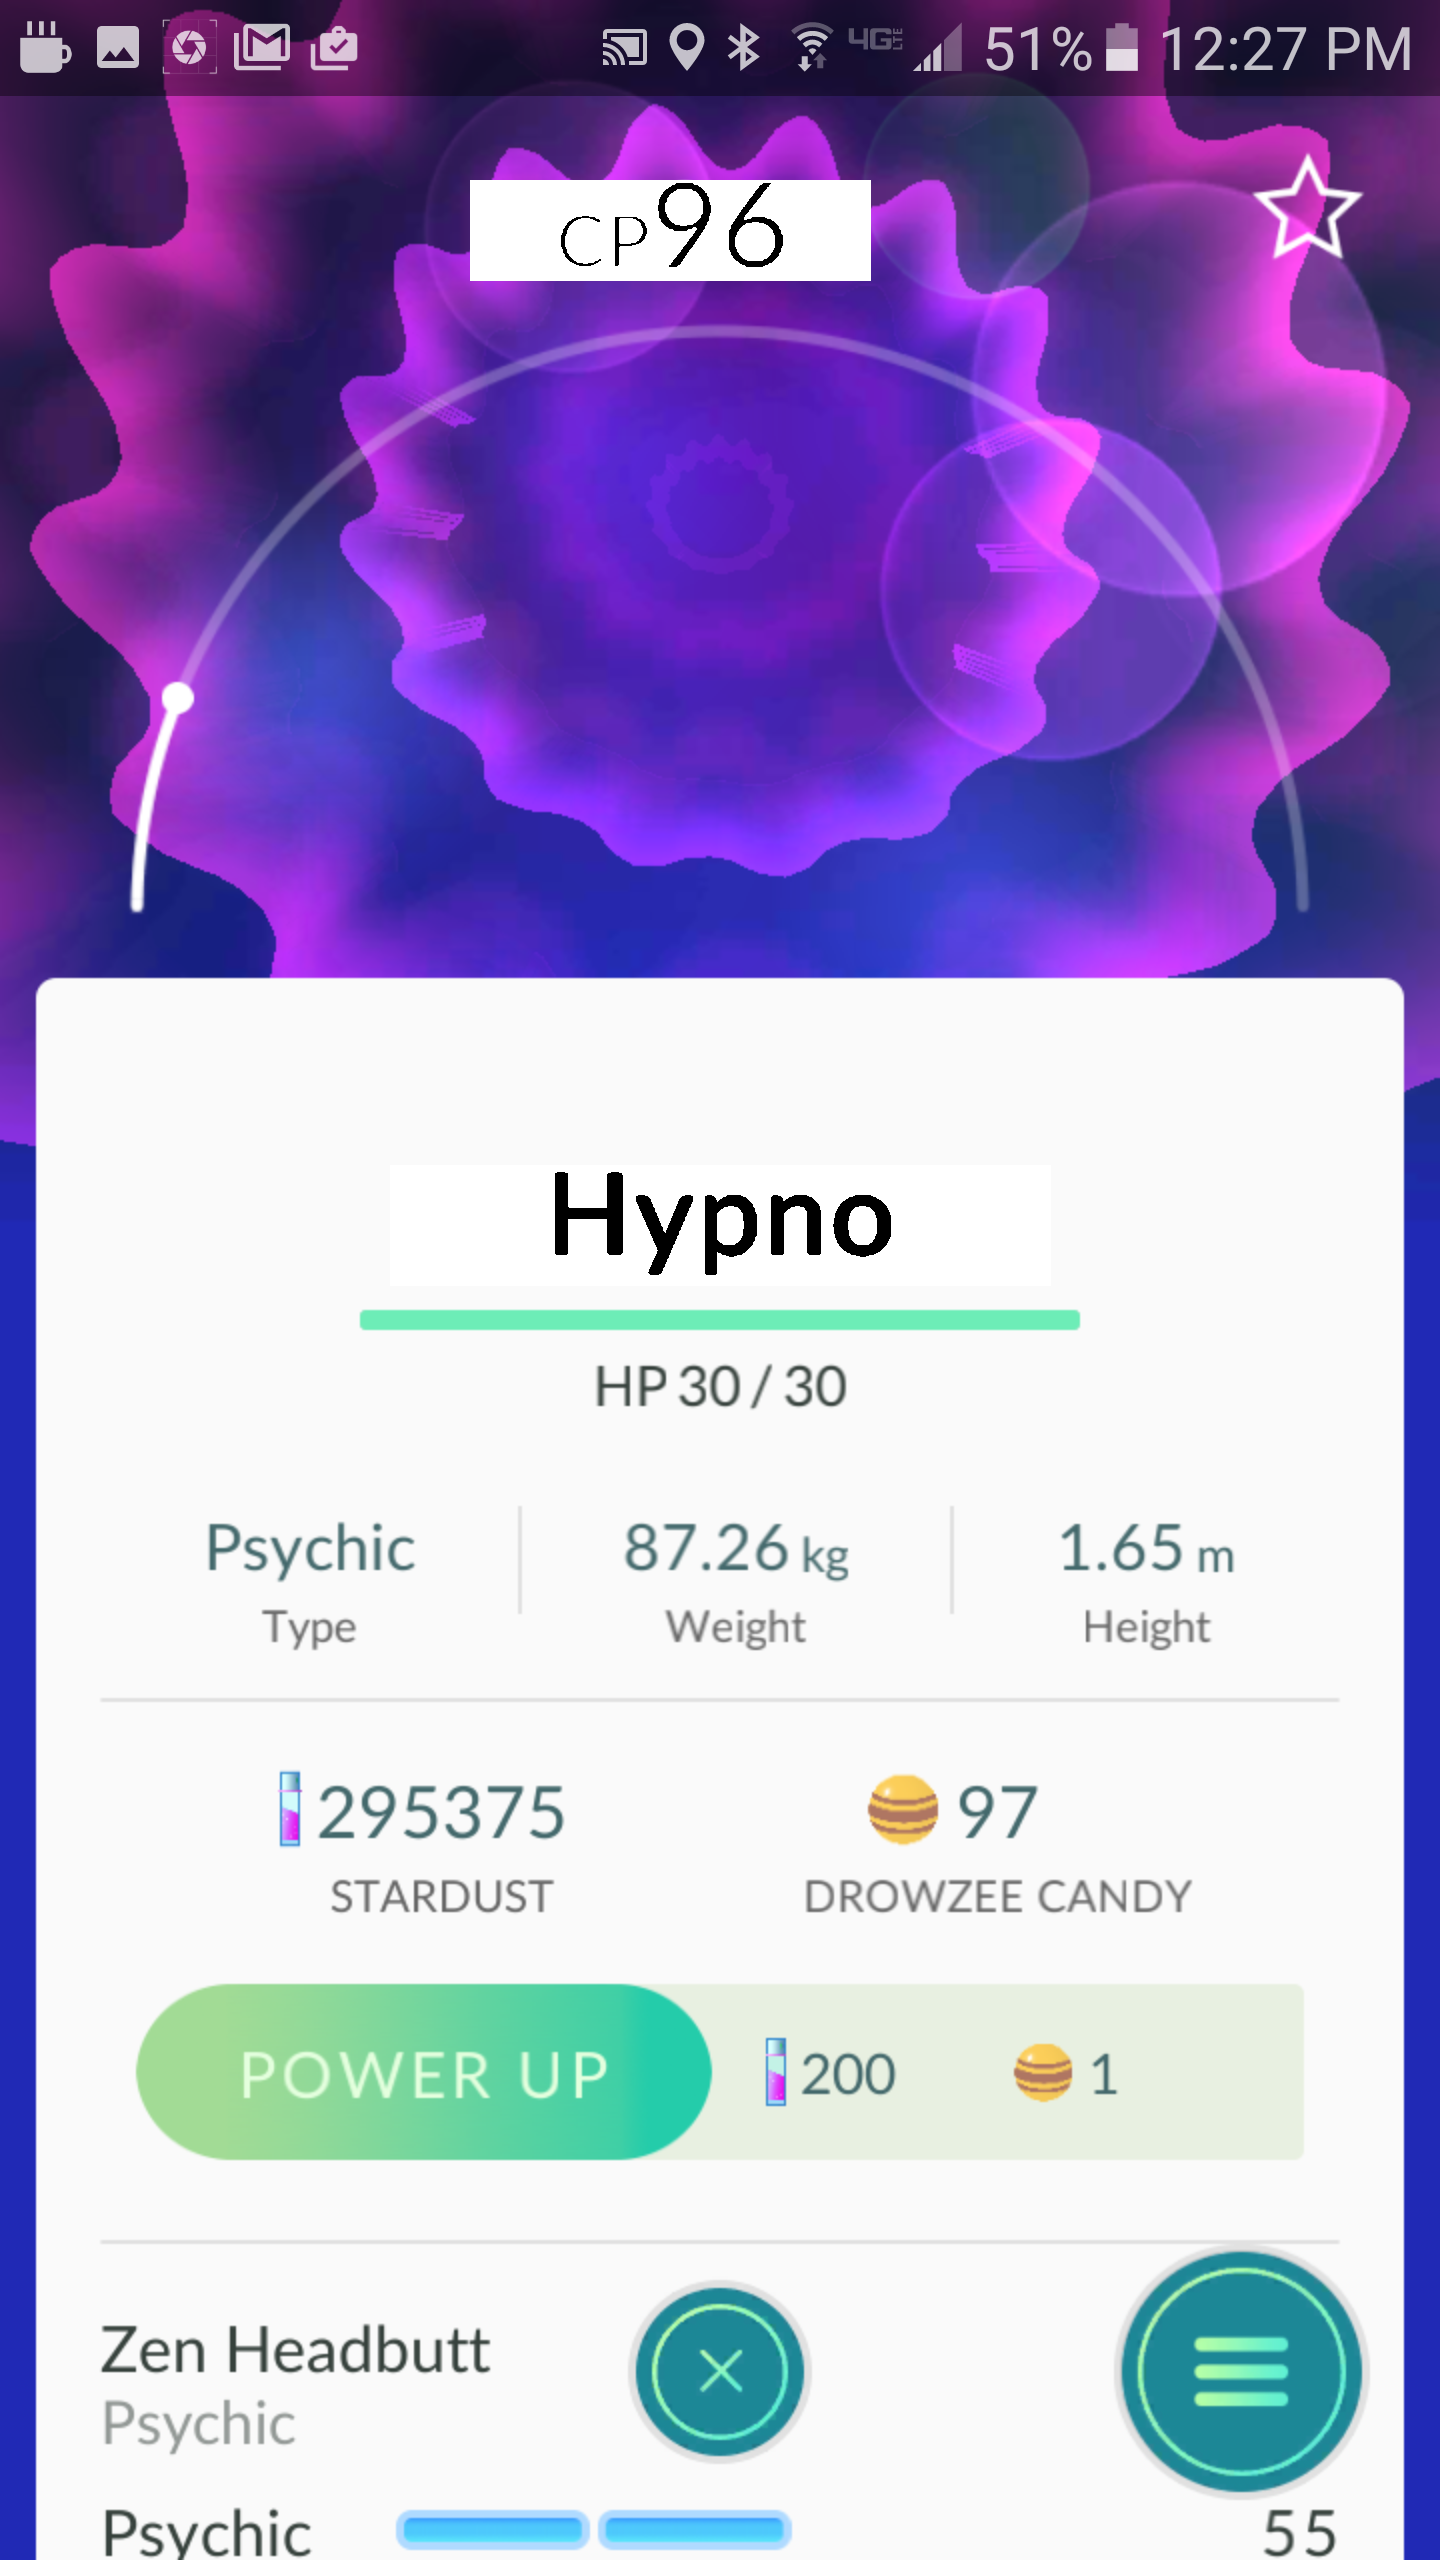 4G LTE 51% 12:27 PM
CP96
Hypno
HP 30 / 30
Psychic 87.26 kg 1.65 m
Type Weight Height
295375 97
STARDUST DROWZEE CANDY
POWER UP 200 1
Zen Headbutt
Psychic
Psychic 55